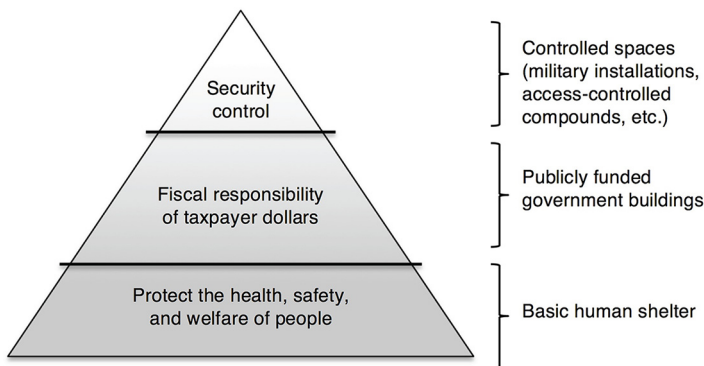 Security
control
Controlled spaces
(military installations,
access-controlled
compounds, etc.)
Fiscal responsibility
of taxpayer dollars
Publicly funded
government buildings
Protect the health, safety,
and welfare of people
Basic human shelter